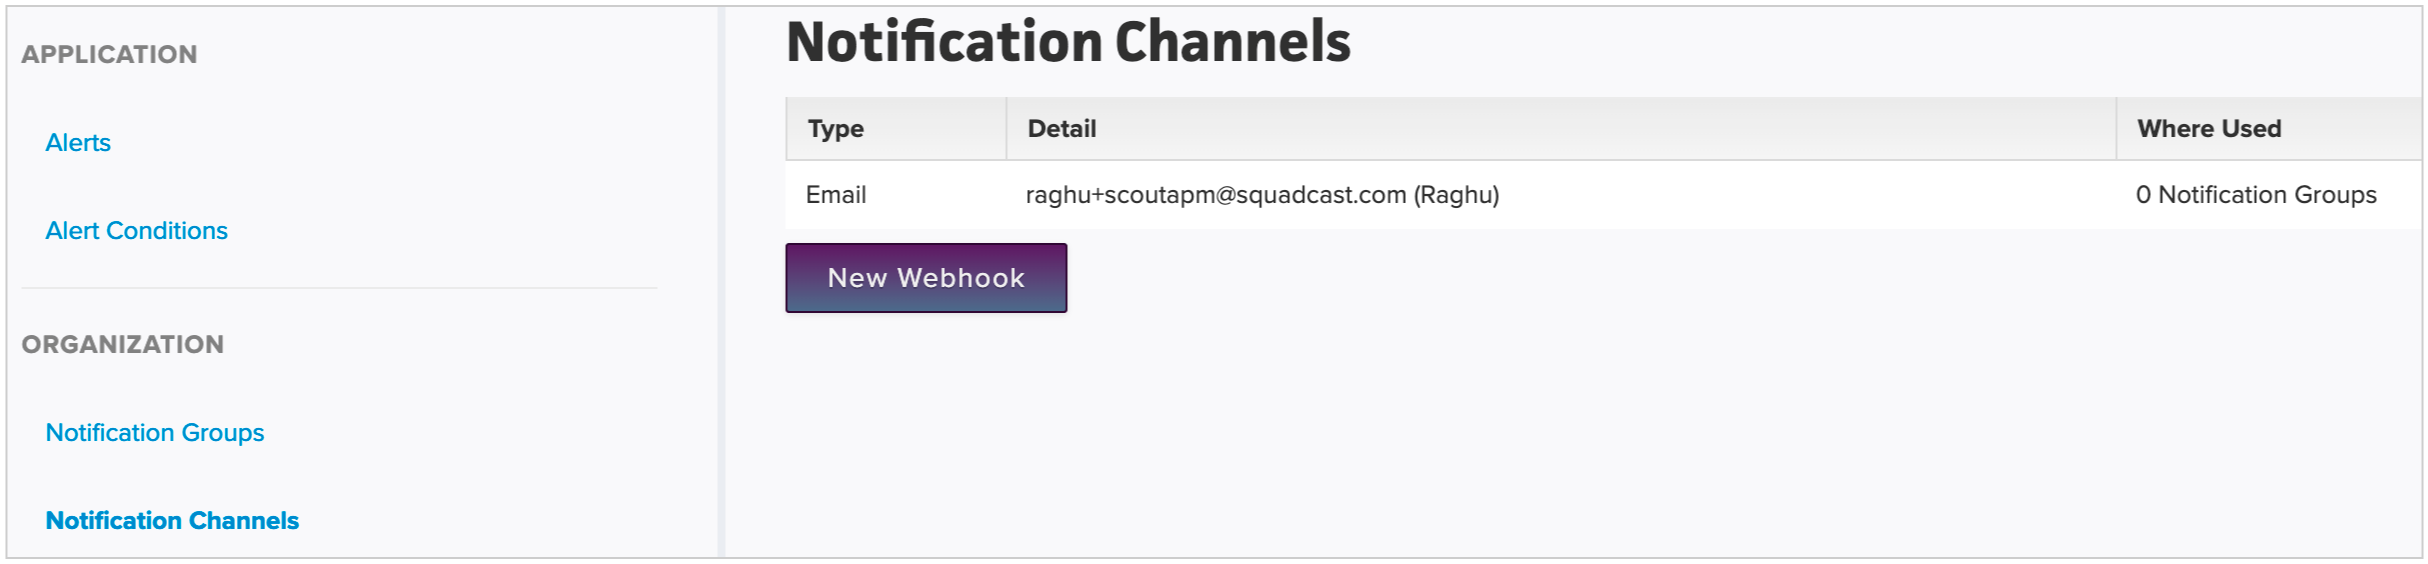 APPLICATION
Alerts
Alert Conditions
ORGANIZATION
Notification Groups
Notification Channels
Notification Channels
Type Detail Where Used
Email raghu+scoutapm@squadcast.com (Raghu) 0 Notification Groups
New Webhook